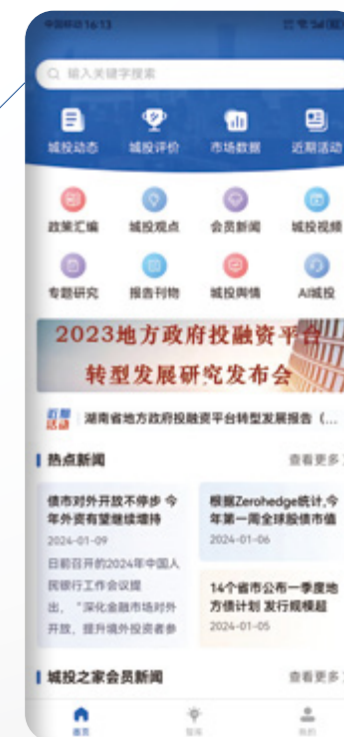 中国移动 16:13
输入关键字搜索
城投动态 城投评价 市场数据 近期活动
政策汇编 城投观点 会员新闻 城投视频
专题研究 报告刊物 城投舆情 AI城投
2023地方政府投融资平台
转型发展研究发布会
近期
活动
湖南省地方政府投融资平台转型发展报告（...
热点新闻 查看更多
债市对外开放不停步 今
年外资有望继续增持
2024-01-09
日前召开的2024年中国人
民银行工作会议提
出，“深化金融市场对外
开放，提升境外投资者参
根据Zerohedge统计,今
年第一周全球股债市值
2024-01-06
14个省市公布一季度地
方债计划 发行规模超
2024-01-05
城投之家会员新闻 查看更多
首页 智库 我的